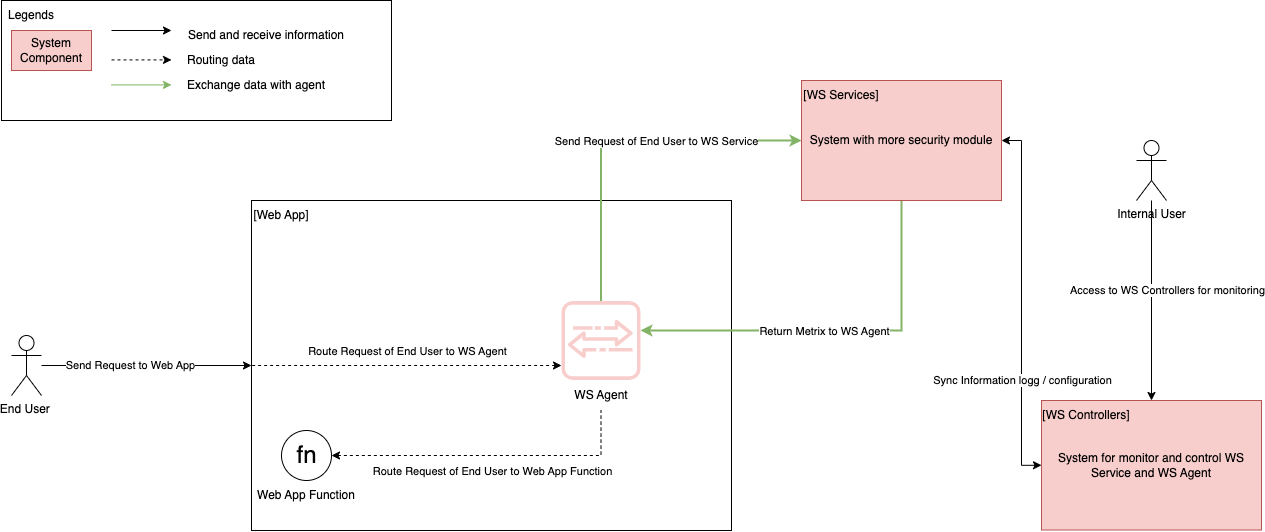 Legends
System
Component
Send and receive information
Routing data
Exchange data with agent
[WS Services]
System with more security module
Send Request of End User to WS Service
Internal User
[Web App]
Access to WS Controllers for monitoring
Return Metrix to WS Agent
Route Request of End User to WS Agent
Send Request to Web App
End User
WS Agent
Sync Information logg / configuration
[WS Controllers]
System for monitor and control WS
Service and WS Agent
fn
Route Request of End User to Web App Function
Web App Function